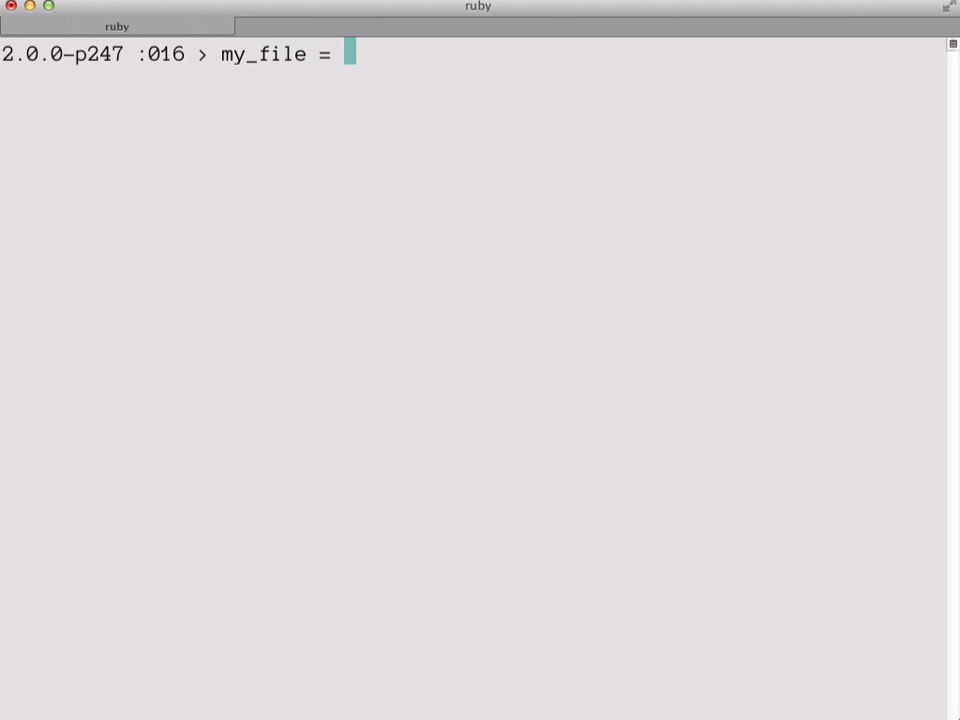 ruby
ruby
2.0.0-p247 :016 > my_file =